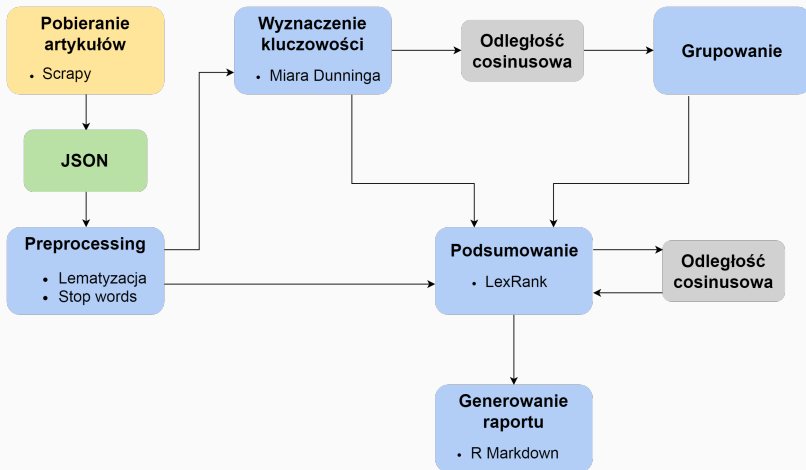 Pobieranie
artykułów
• Scrapy
Wyznaczenie
kluczowości
• Miara Dunninga
Odległość
cosinusowa
Grupowanie
JSON
Preprocessing
• Lematyzacja
• Stop words
Podsumowanie
• LexRank
Odległość
cosinusowa
Generowanie
raportu
• R Markdown